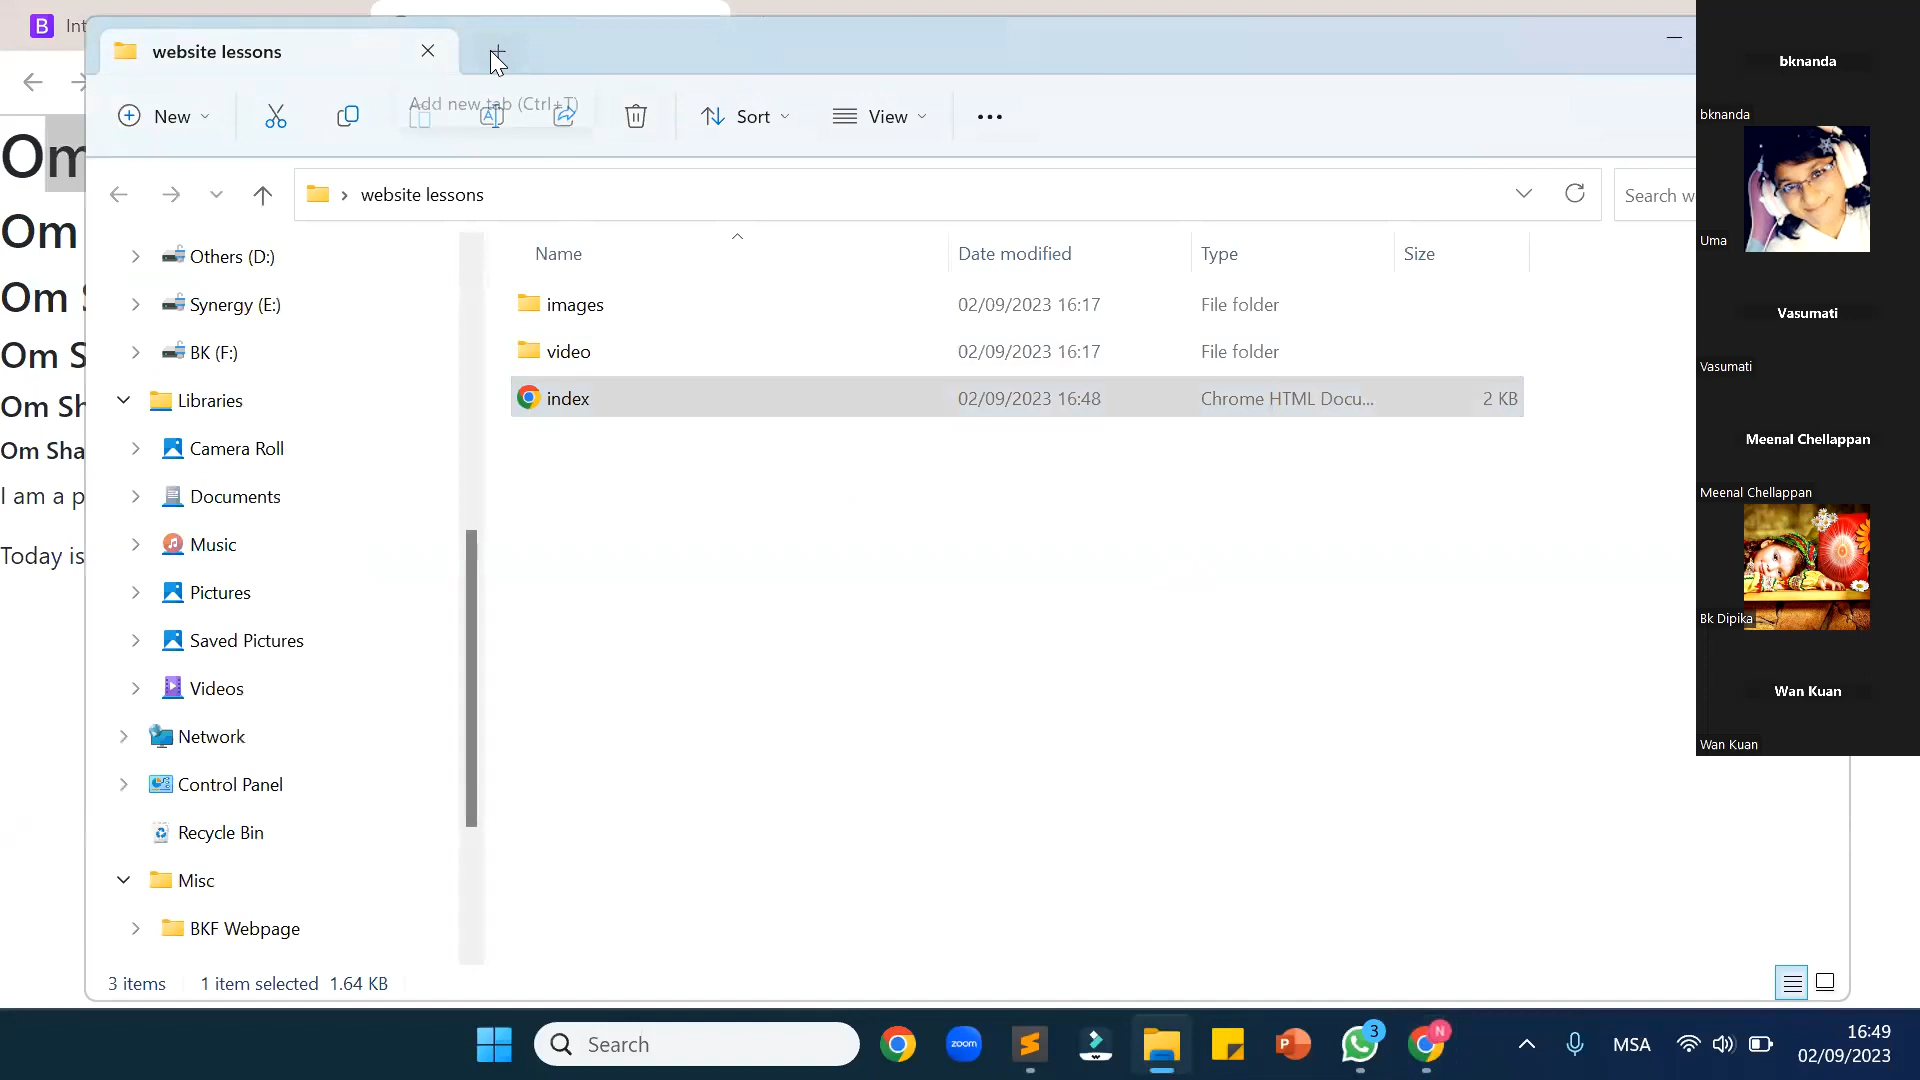 B Int
website lessons
Add new tab (Ctrl+T)
New
Sort
View
website lessons
Search w
Name
Date modified
Type
Size
Others (D:)
Synergy (E:)
BK (F:)
Libraries
Camera Roll
Documents
Music
Pictures
Saved Pictures
Videos
Network
Control Panel
Recycle Bin
Misc
BKF Webpage
images 02/09/2023 16:17 File folder
video 02/09/2023 16:17 File folder
index 02/09/2023 16:48 Chrome HTML Docu... 2 KB
3 items 1 item selected 1.64 KB
Om
Om
Om S
Om S
Om Sh
Om Sha
I am a p
Today is
bknanda
bknanda
Uma
Vasumati
Vasumati
Meenal Chellappan
Meenal Chellappan
Bk Dipika
Wan Kuan
Wan Kuan
Search
zoom
P
3
N
MSA
16:49
02/09/2023